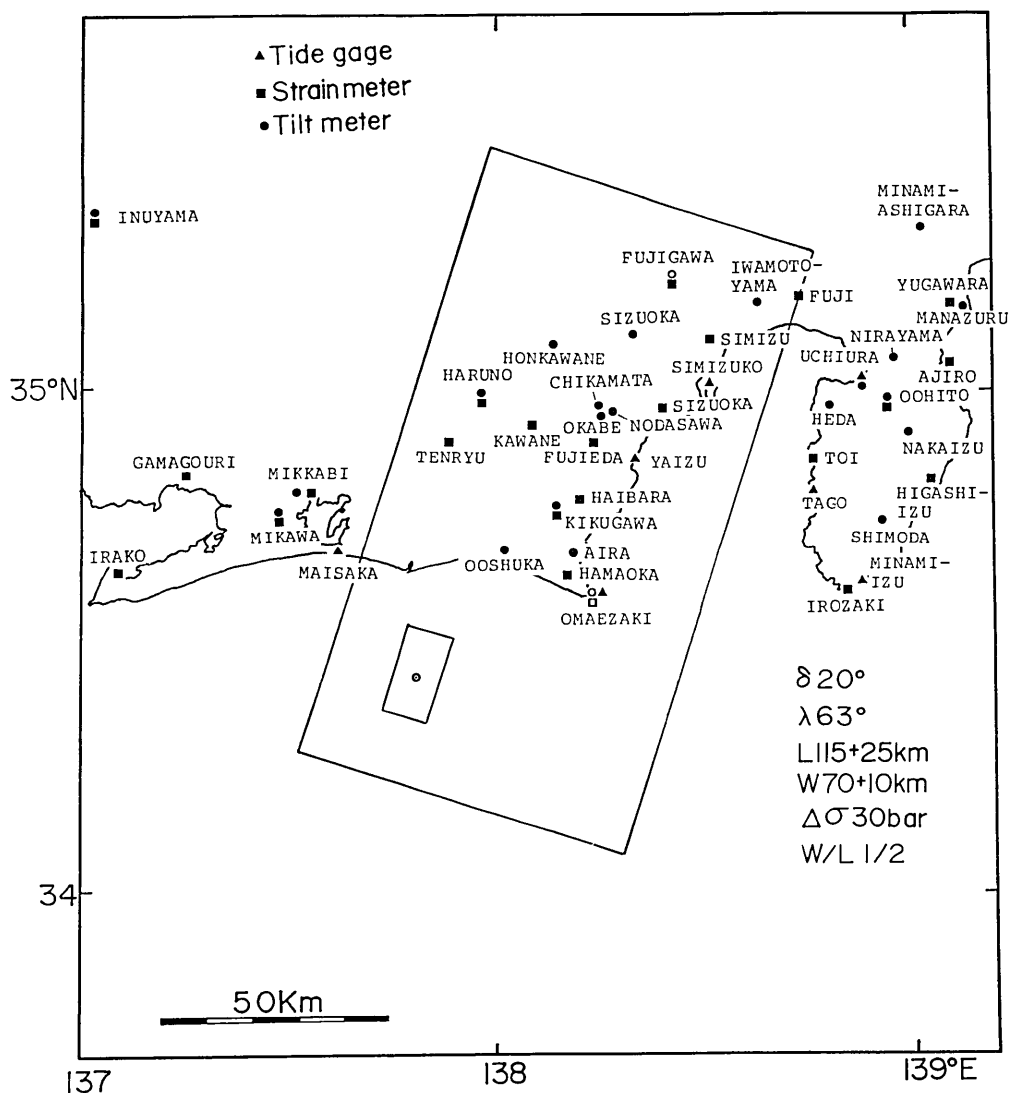 Tide gage
Strain meter
Tilt meter
INUYAMA
MINAMI-
ASHIGARA
FUJIGAWA
IWAMOTO-
YAMA
FUJI
YUGAWARA
MANAZURU
SIZUOKA
SIMIZU
NIRAYAMA
HONKAWANE
UCHIURA
SIMIZUKO
35°N
HARUNO
CHIKAMATA
AJIRO
OOHITO
SIZUOKA
HEDA
OKABE
NODASAWA
KAWANE
NAKAIZU
TENRYU
FUJIEDA
YAIZU
TOI
GAMAGOURI
MIKKABI
HIGASHI-
IZU
HAIBARA
TAGO
KIKUGAWA
MIKAWA
SHIMODA
IRAKO
MAISAKA
OOSHUKA
AIRA
MINAMI-
IZU
HAMAOKA
IROZAKI
OMAEZAKI
δ20°
λ63°
L115+25km
W70+10km
Δσ30bar
W/L 1/2
34
50Km
137
138
139°E